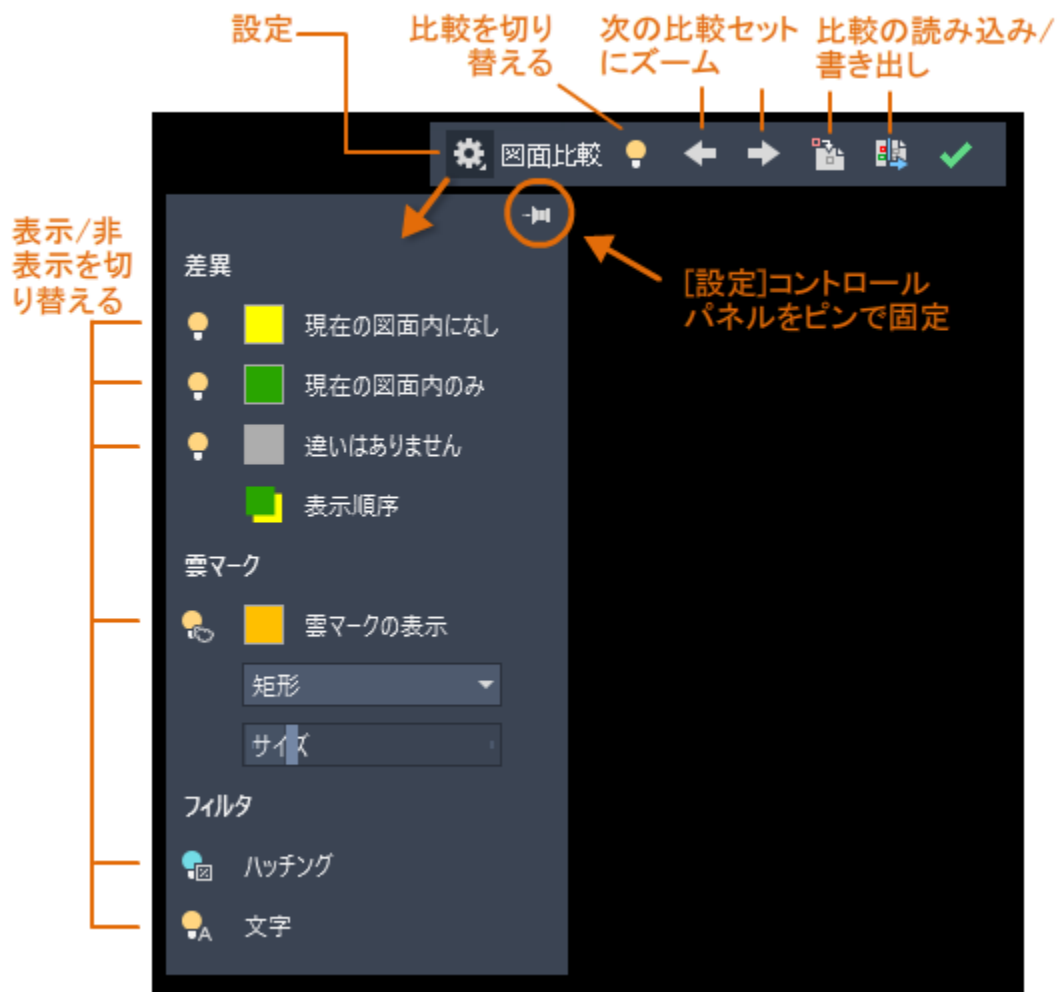 設定
比較を切り
替える
次の比較セット
にズーム
比較の読み込み/
書き出し
図面比較
表示/非
表示を切
り替える
[設定]コントロール
パネルをピンで固定
差異
現在の図面内になし
現在の図面内のみ
違いはありません
表示順序
雲マーク
雲マークの表示
矩形
サイズ
フィルタ
ハッチング
文字